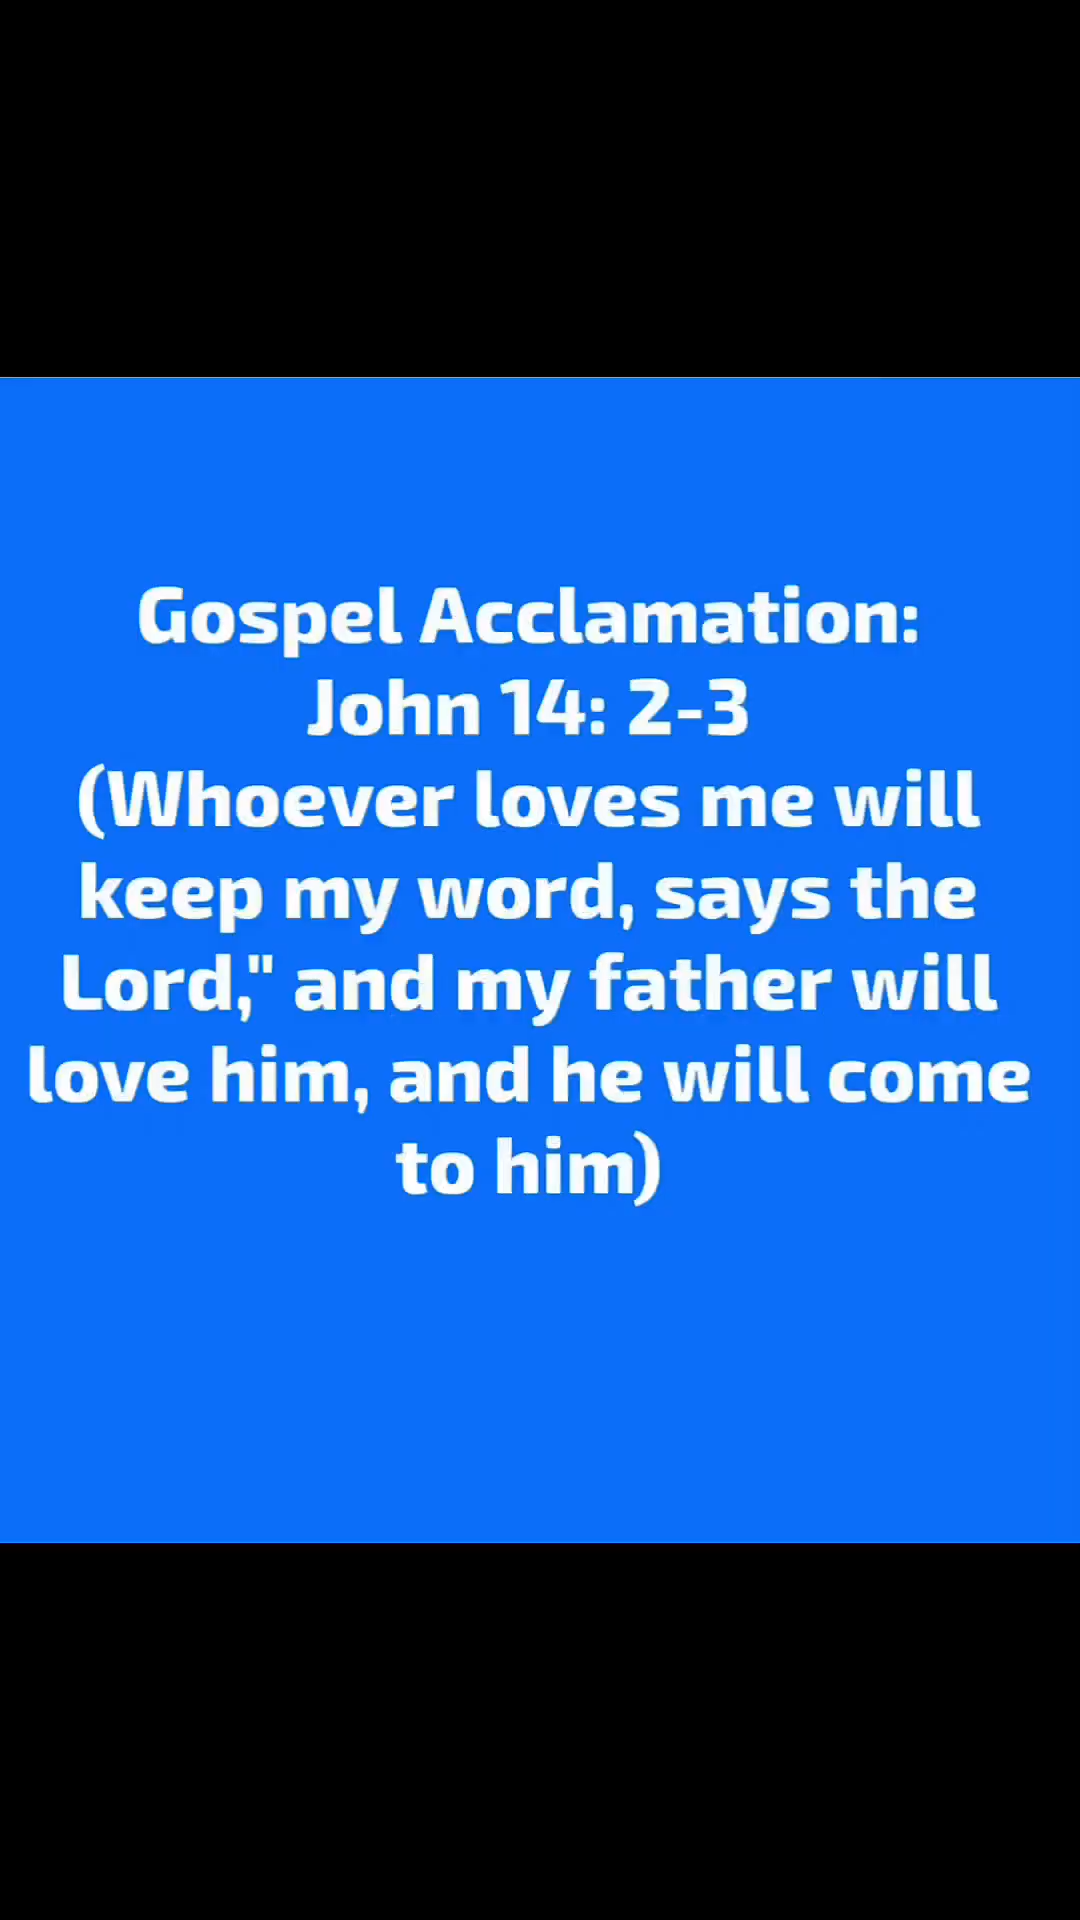 Gospel Acclamation:
John 14: 2-3
(Whoever loves me will
keep my word, says the
Lord," and my father will
love him, and he will come
to him)